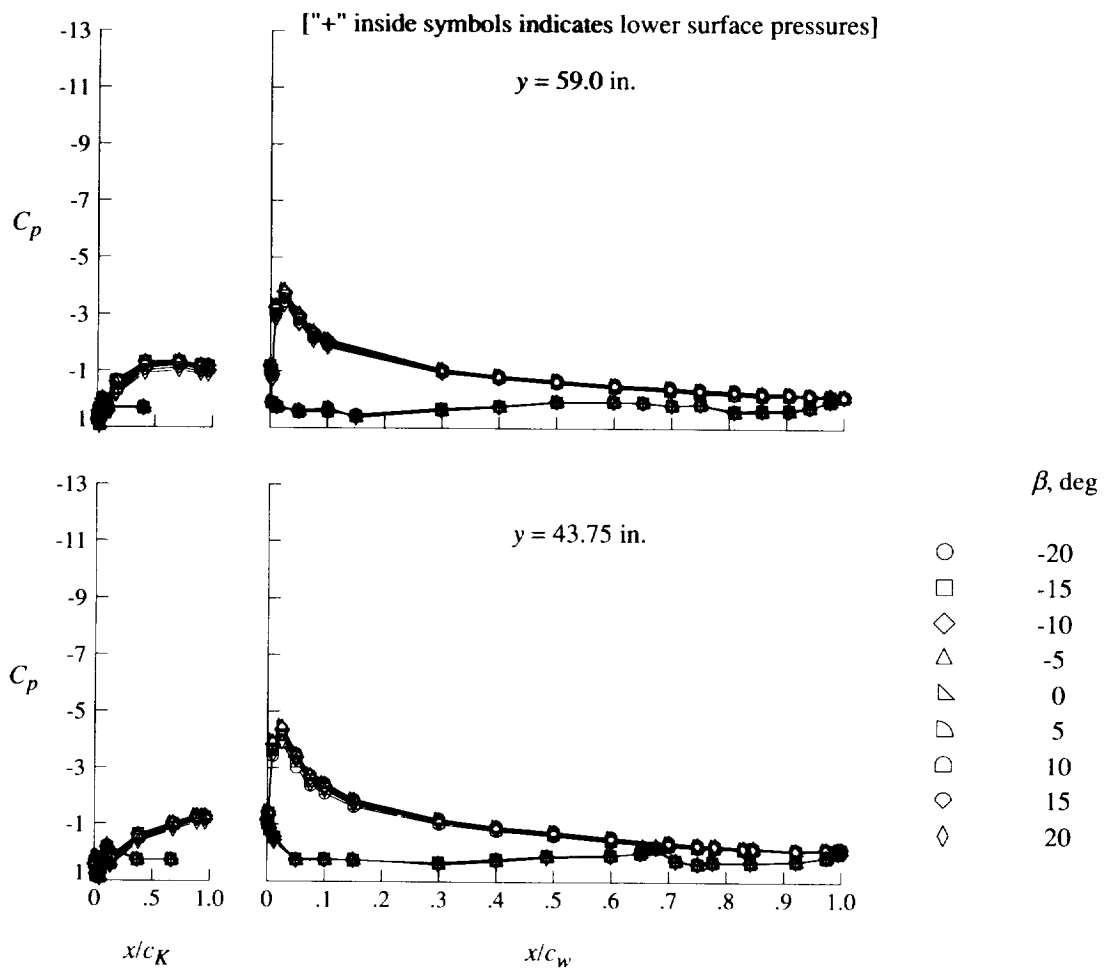 ["+" inside symbols indicates lower surface pressures]
y = 59.0 in.
-13
-11
-9
-7
-5
-3
-1
1
C_p
y = 43.75 in.
-13
-11
-9
-7
-5
-3
-1
1
C_p
0 .5 1.0
x/c_K
0 .1 .2 .3 .4 .5 .6 .7 .8 .9 1.0
x/c_w
β, deg
-20
-15
-10
-5
0
5
10
15
20